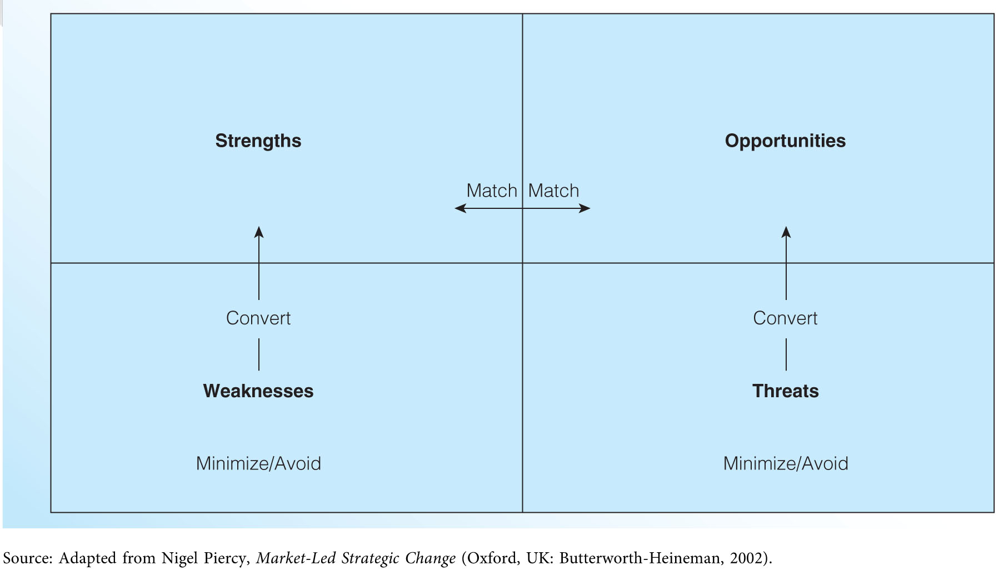 Strengths
Opportunities
Match
Match
Convert
Convert
Weaknesses
Threats
Minimize/Avoid
Minimize/Avoid
Source: Adapted from Nigel Piercy, Market-Led Strategic Change (Oxford, UK: Butterworth-Heineman, 2002).